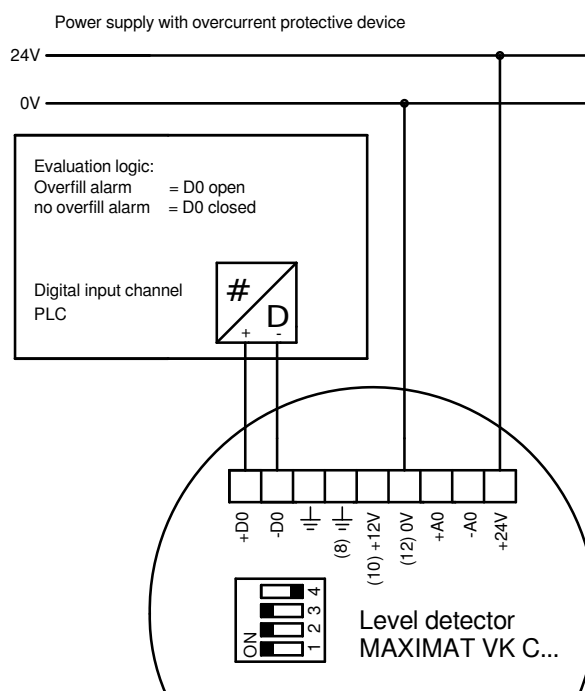 Power supply with overcurrent protective device
24V
0V
Evaluation logic:
Overfill alarm = D0 open
no overfill alarm = D0 closed
Digital input channel
PLC
#
D
+ -
+D0
-D0
(8)
(10) +12V
(12) 0V
+A0
-A0
+24V
ON
1 2 3 4
Level detector
MAXIMAT VK C...